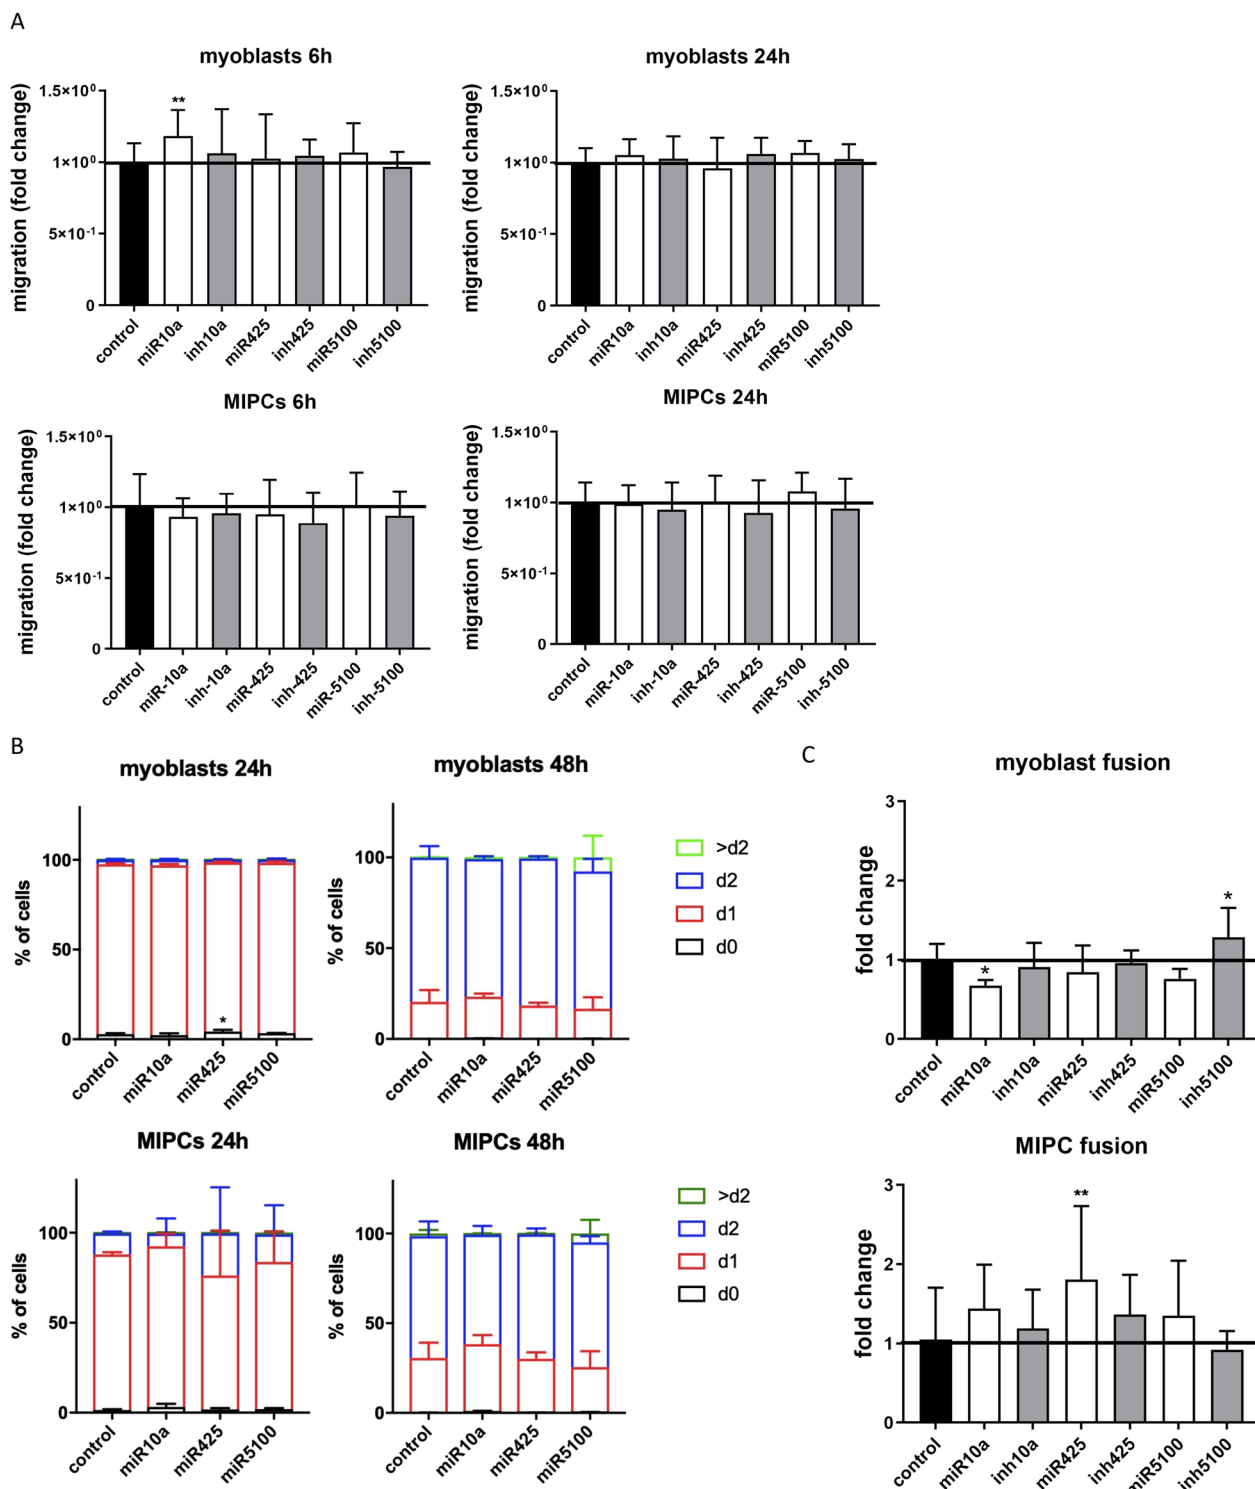 A
myoblasts 6h
migration (fold change)
1.5×10⁰
1×10⁰
5×10⁻¹
0
**
control
miR10a
inh10a
miR425
inh425
miR5100
inh5100
myoblasts 24h
migration (fold change)
1.5×10⁰
1×10⁰
5×10⁻¹
0
control
miR10a
inh10a
miR425
inh425
miR5100
inh5100
MIPCs 6h
migration (fold change)
1.5×10⁰
1×10⁰
5×10⁻¹
0
control
miR-10a
inh-10a
miR-425
inh-425
miR-5100
inh-5100
MIPCs 24h
migration (fold change)
1.5×10⁰
1×10⁰
5×10⁻¹
0
control
miR-10a
inh-10a
miR-425
inh-425
miR-5100
inh-5100
B
myoblasts 24h
% of cells
100
50
0
*
control
miR10a
miR425
miR5100
myoblasts 48h
% of cells
100
50
0
control
miR10a
miR425
miR5100
>d2
d2
d1
d0
MIPCs 24h
% of cells
100
50
0
control
miR10a
miR425
miR5100
MIPCs 48h
% of cells
100
50
0
control
miR10a
miR425
miR5100
>d2
d2
d1
d0
C
myoblast fusion
fold change
3
2
1
0
*
*
control
miR10a
inh10a
miR425
inh425
miR5100
inh5100
MIPC fusion
fold change
3
2
1
0
**
control
miR10a
inh10a
miR425
inh425
miR5100
inh5100